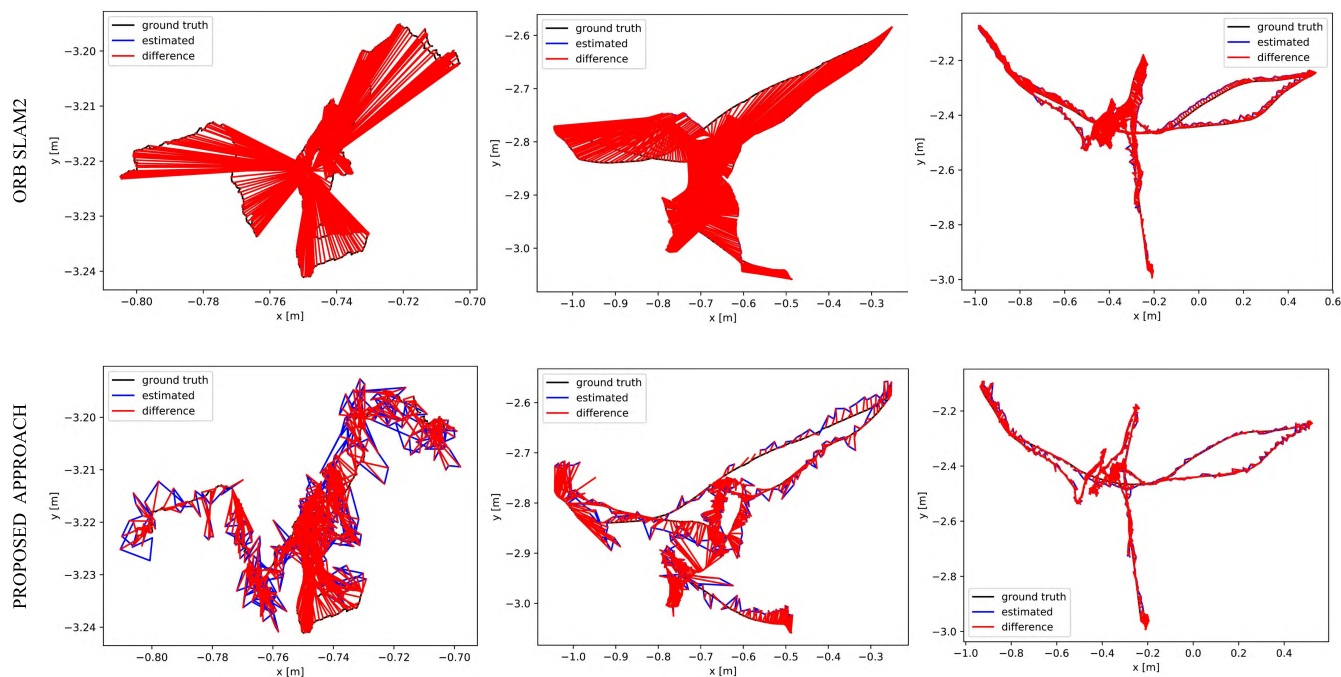 ORB SLAM2
ground truth
estimated
difference
y [m]
−3.20
−3.21
−3.22
−3.23
−3.24
−0.80 −0.78 −0.76 −0.74 −0.72 −0.70
x [m]
ground truth
estimated
difference
y [m]
−2.6
−2.7
−2.8
−2.9
−3.0
−1.0 −0.9 −0.8 −0.7 −0.6 −0.5 −0.4 −0.3
x [m]
ground truth
estimated
difference
y [m]
−2.2
−2.4
−2.6
−2.8
−3.0
−1.0 −0.8 −0.6 −0.4 −0.2 0.0 0.2 0.4 0.6
x [m]
PROPOSED APPROACH
ground truth
estimated
difference
y [m]
−3.20
−3.21
−3.22
−3.23
−3.24
−0.80 −0.78 −0.76 −0.74 −0.72 −0.70
x [m]
ground truth
estimated
difference
y [m]
−2.6
−2.7
−2.8
−2.9
−3.0
−1.0 −0.9 −0.8 −0.7 −0.6 −0.5 −0.4 −0.3
x [m]
ground truth
estimated
difference
y [m]
−2.2
−2.4
−2.6
−2.8
−3.0
−1.0 −0.8 −0.6 −0.4 −0.2 0.0 0.2 0.4
x [m]